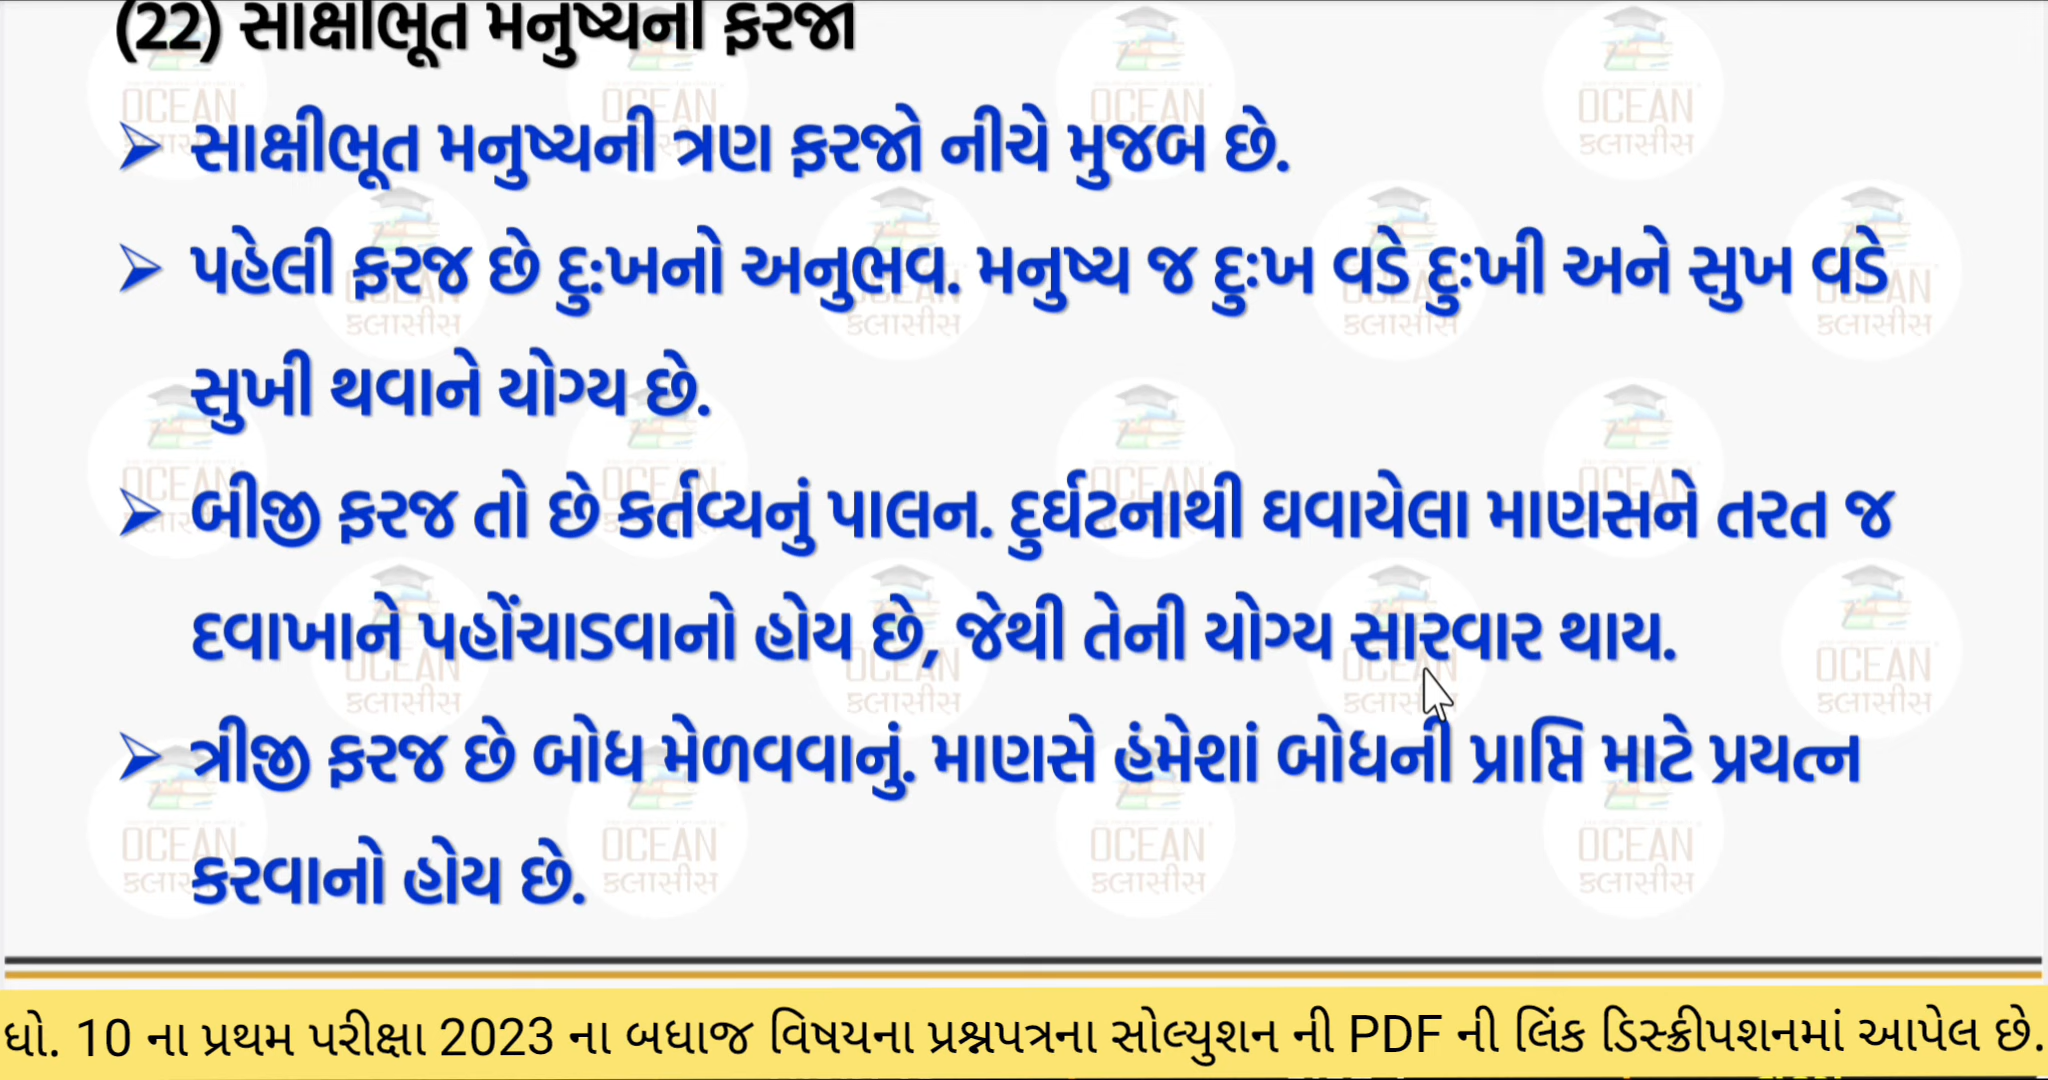 (22) સાક્ષીભૂત મનુષ્યની ફરજો
➢ સાક્ષીભૂત મનુષ્યની ત્રણ ફરજો નીચે મુજબ છે.
➢ પહેલી ફરજ છે દુ:ખનો અનુભવ. મનુષ્ય જ દુઃખ વડે દુઃખી અને સુખ વડે
સુખી થવાને યોગ્ય છે.
➢ બીજી ફરજ તો છે કર્તવ્યનું પાલન. દુર્ઘટનાથી ઘવાયેલા માણસને તરત જ
દવાખાને પહોંચાડવાનો હોય છે, જેથી તેની યોગ્ય સારવાર થાય.
➢ ત્રીજી ફરજ છે બોધ મેળવવાનું. માણસે હંમેશાં બોધની પ્રાપ્તિ માટે પ્રયત્ન
કરવાનો હોય છે.
OCEAN
ક્લાસીસ
ધો. 10 ના પ્રથમ પરીક્ષા 2023 ના બધાજ વિષયના પ્રશ્નપત્રના સોલ્યુશન ની PDF ની લિંક ડિસ્ક્રીપશનમાં આપેલ છે.